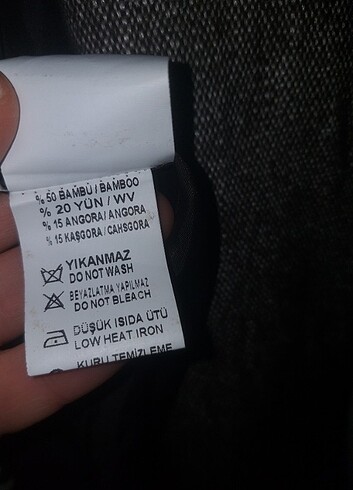 % 50 BAMBU / BAMBOO
% 20 YÜN / WV
% 15 ANGORA / ANGORA
% 15 KAŞGORA / CAHSGORA
YIKANMAZ
DO NOT WASH
BEYAZLATMA YAPILMAZ
DO NOT BLEACH
DÜŞÜK ISIDA ÜTÜ
LOW HEAT IRON
KURU TEMİZLEME